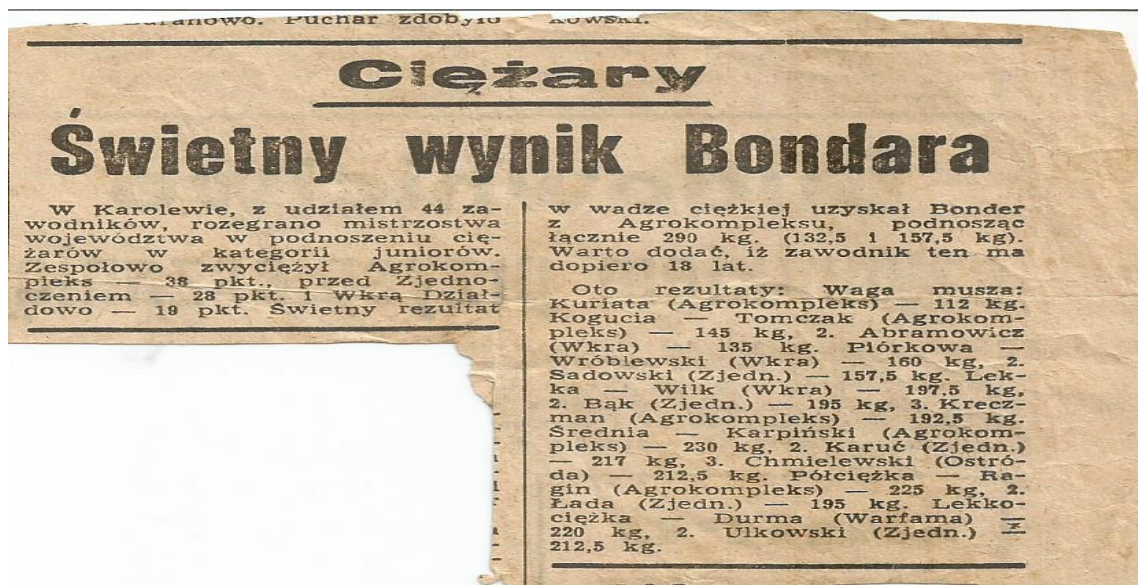 Puchar zdobyło
Ciężary
Świetny wynik Bondara
W Karolewie, z udziałem 44 za-
wodników, rozegrano mistrzostwa
województwa w podnoszeniu cię-
żarów w kategorii juniorów.
Zespołowo zwyciężył Agrokom-
pleks — 38 pkt., przed Zjedno-
czeniem — 28 pkt. i Wkrą Dział-
dowo — 19 pkt. Świetny rezultat
w wadze ciężkiej uzyskał Bonder
z Agrokompleksu, podnosząc
łącznie 290 kg. (132,5 i 157,5 kg).
Warto dodać, iż zawodnik ten ma
dopiero 18 lat.
Oto rezultaty: Waga musza:
Kuriata (Agrokompleks) — 112 kg.
Kogucia — Tomczak (Agrokom-
pleks) — 145 kg, 2. Abramowicz
(Wkra) — 135 kg. Piórkowa —
Wróblewski (Wkra) — 160 kg, 2.
Sadowski (Zjedn.) — 157,5 kg. Lek-
ka — Wilk (Wkra) — 197,5 kg,
2. Bąk (Zjedn.) — 195 kg, 3. Krecz-
man (Agrokompleks) — 192,5 kg.
Średnia — Karpiński (Agrokom-
pleks) — 230 kg, 2. Karuć (Zjedn.)
— 217 kg, 3. Chmielewski (Ostró-
da) — 212,5 kg. Półciężka — Ra-
gin (Agrokompleks) — 225 kg, 2.
Łada (Zjedn.) — 195 kg. Lekko-
ciężka — Durma (Warfama) —
220 kg, 2. Ułkowski (Zjedn.) —
212,5 kg.